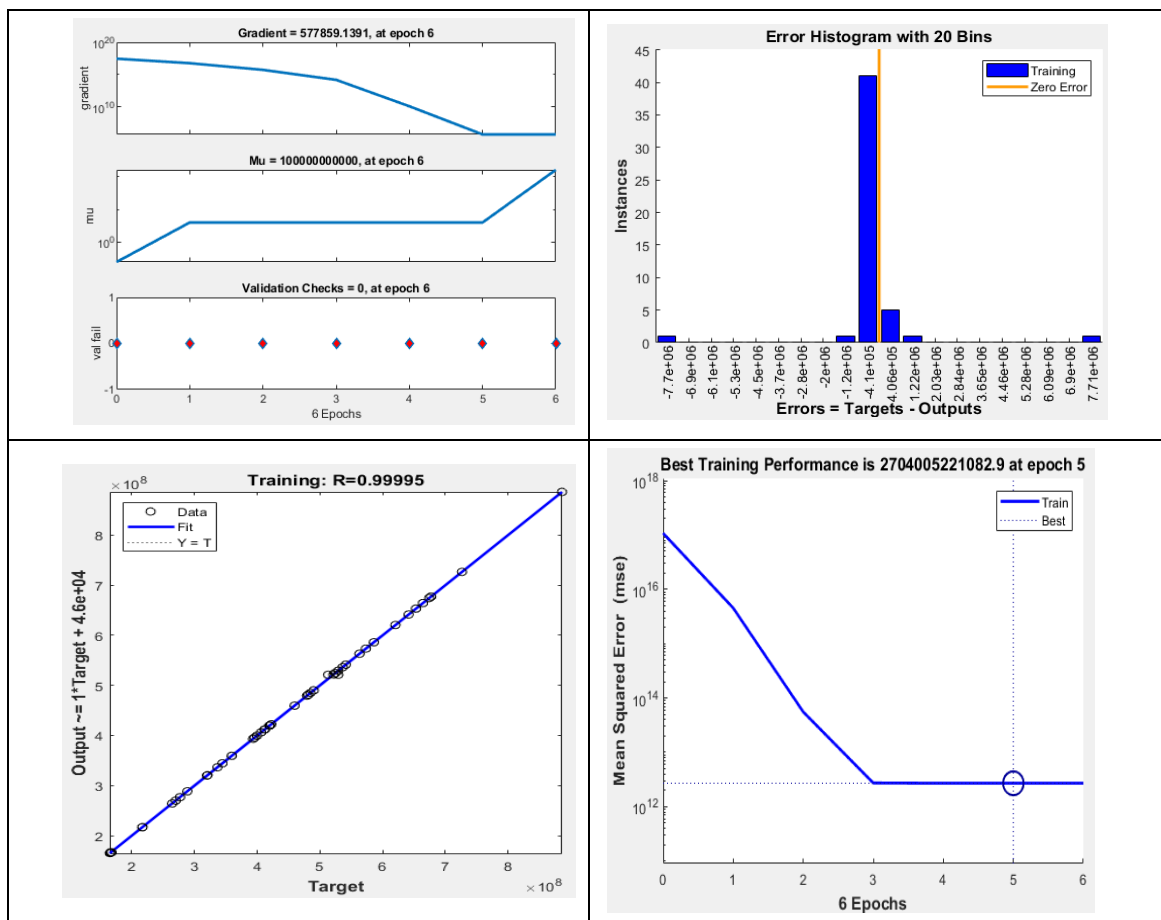 Gradient = 577859.1391, at epoch 6
10^20
10^10
gradient
Mu = 100000000000, at epoch 6
10^0
mu
Validation Checks = 0, at epoch 6
1
0
-1
val fail
0 1 2 3 4 5 6
6 Epochs
Error Histogram with 20 Bins
45
40
35
30
25
20
15
10
5
0
Instances
Training
Zero Error
-7.7e+06
-6.9e+06
-6.1e+06
-5.3e+06
-4.5e+06
-3.7e+06
-2.8e+06
-2e+06
-1.2e+06
-4.1e+05
4.06e+05
1.22e+06
2.03e+06
2.84e+06
3.65e+06
4.46e+06
5.28e+06
6.09e+06
6.9e+06
7.71e+06
Errors = Targets - Outputs
Training: R=0.99995
×10^8
Data
Fit
Y = T
8
7
6
5
4
3
2
Output ~= 1*Target + 4.6e+04
2 3 4 5 6 7 8
Target
×10^8
Best Training Performance is 2704005221082.9 at epoch 5
10^18
10^16
10^14
10^12
Mean Squared Error (mse)
Train
Best
0 1 2 3 4 5 6
6 Epochs